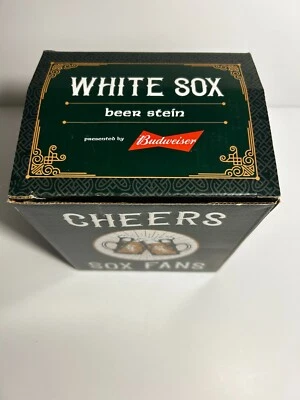 WHITE SOX
beer stein
presented by Budweiser
CHEERS
SOX FANS